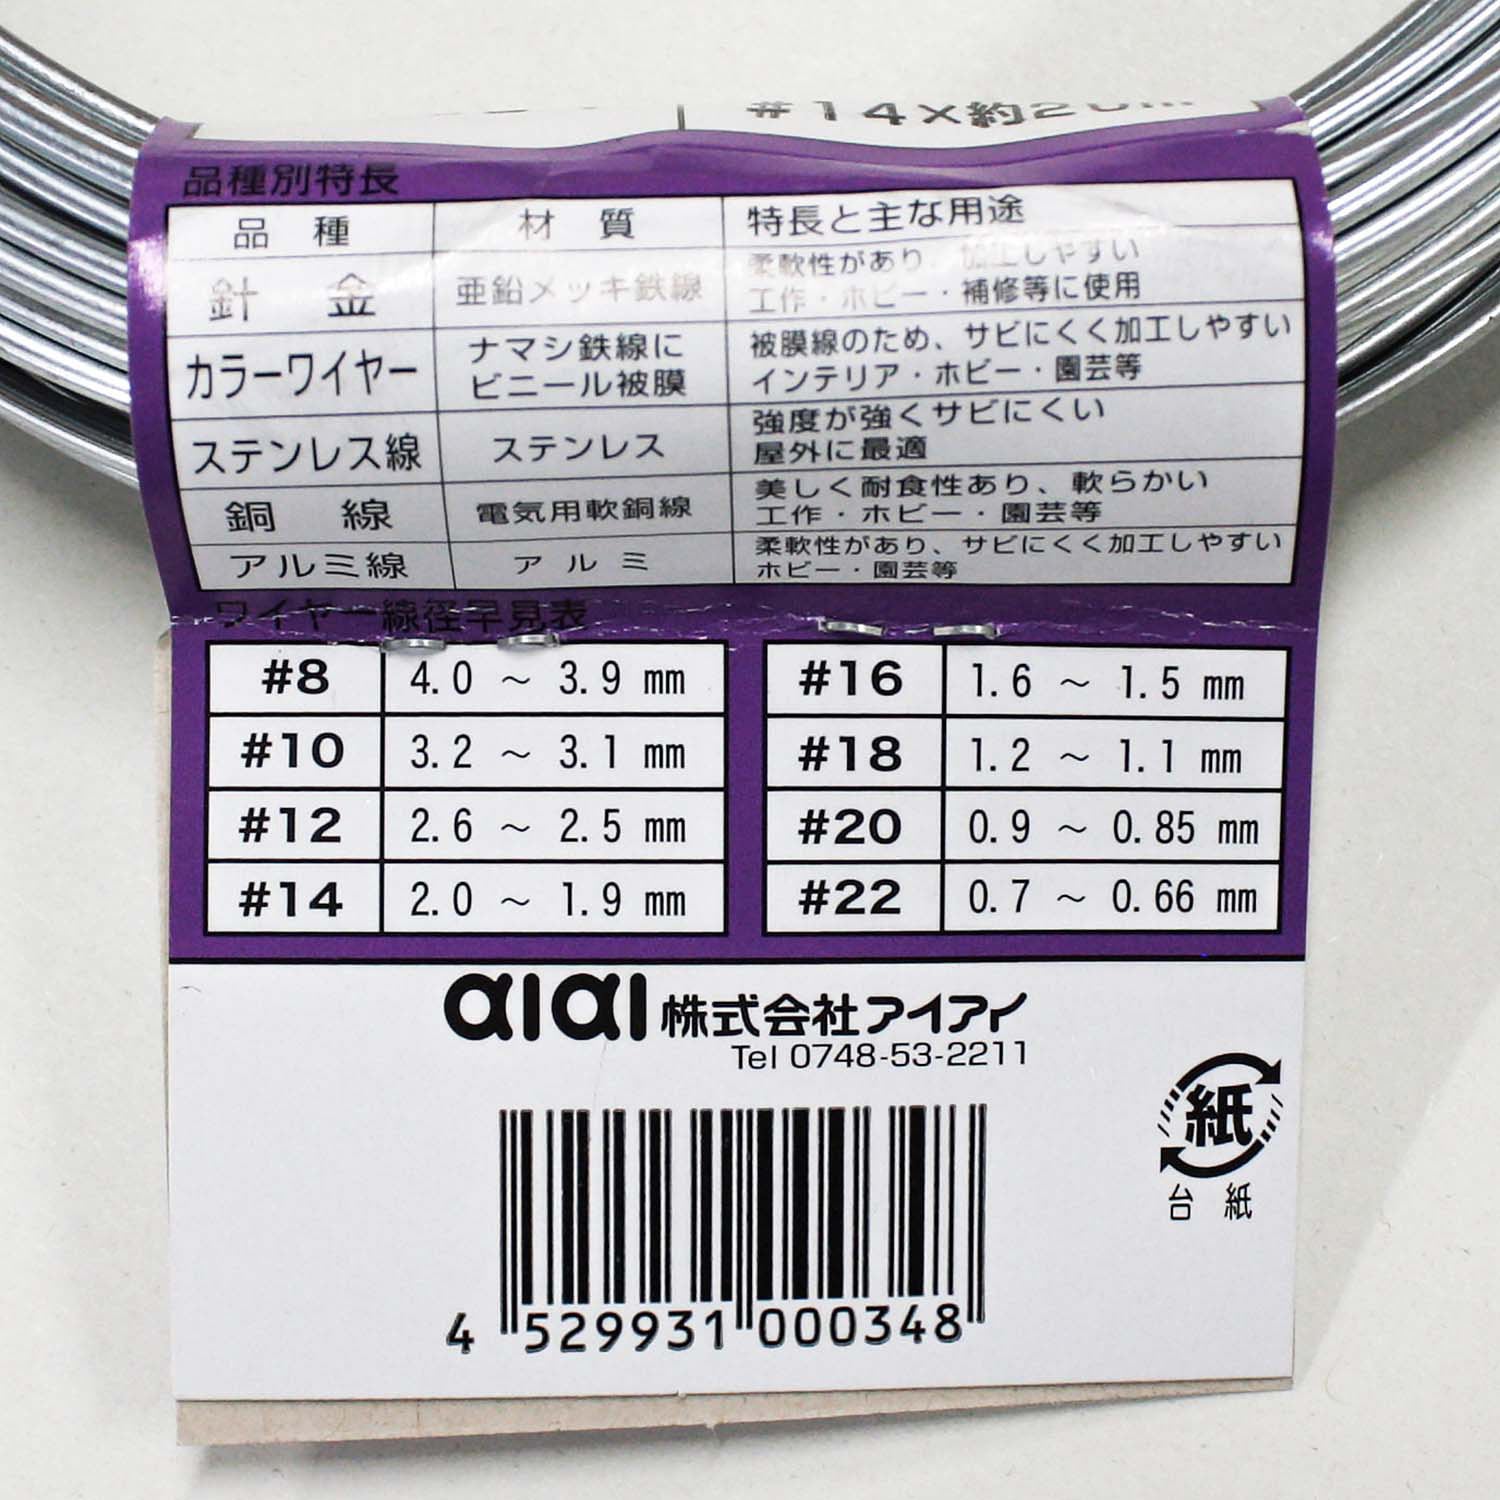 #14×約20m
品種別特長
品種 材質 特長と主な用途
針金 亜鉛メッキ鉄線 柔軟性があり、加工しやすい
工作・ホビー・補修等に使用
カラーワイヤー ナマシ鉄線に
ビニール被膜 被膜線のため、サビにくく加工しやすい
インテリア・ホビー・園芸等
ステンレス線 ステンレス 強度が強くサビにくい
屋外に最適
銅線 電気用軟銅線 美しく耐食性あり、軟らかい
工作・ホビー・園芸等
アルミ線 アルミ 柔軟性があり、サビにくく加工しやすい
ホビー・園芸等
ワイヤー線径早見表
#8 4.0 ～ 3.9 mm #16 1.6 ～ 1.5 mm
#10 3.2 ～ 3.1 mm #18 1.2 ～ 1.1 mm
#12 2.6 ～ 2.5 mm #20 0.9 ～ 0.85 mm
#14 2.0 ～ 1.9 mm #22 0.7 ～ 0.66 mm
aiai 株式会社アイアイ
Tel 0748-53-2211
紙
台紙
4 529931 000348